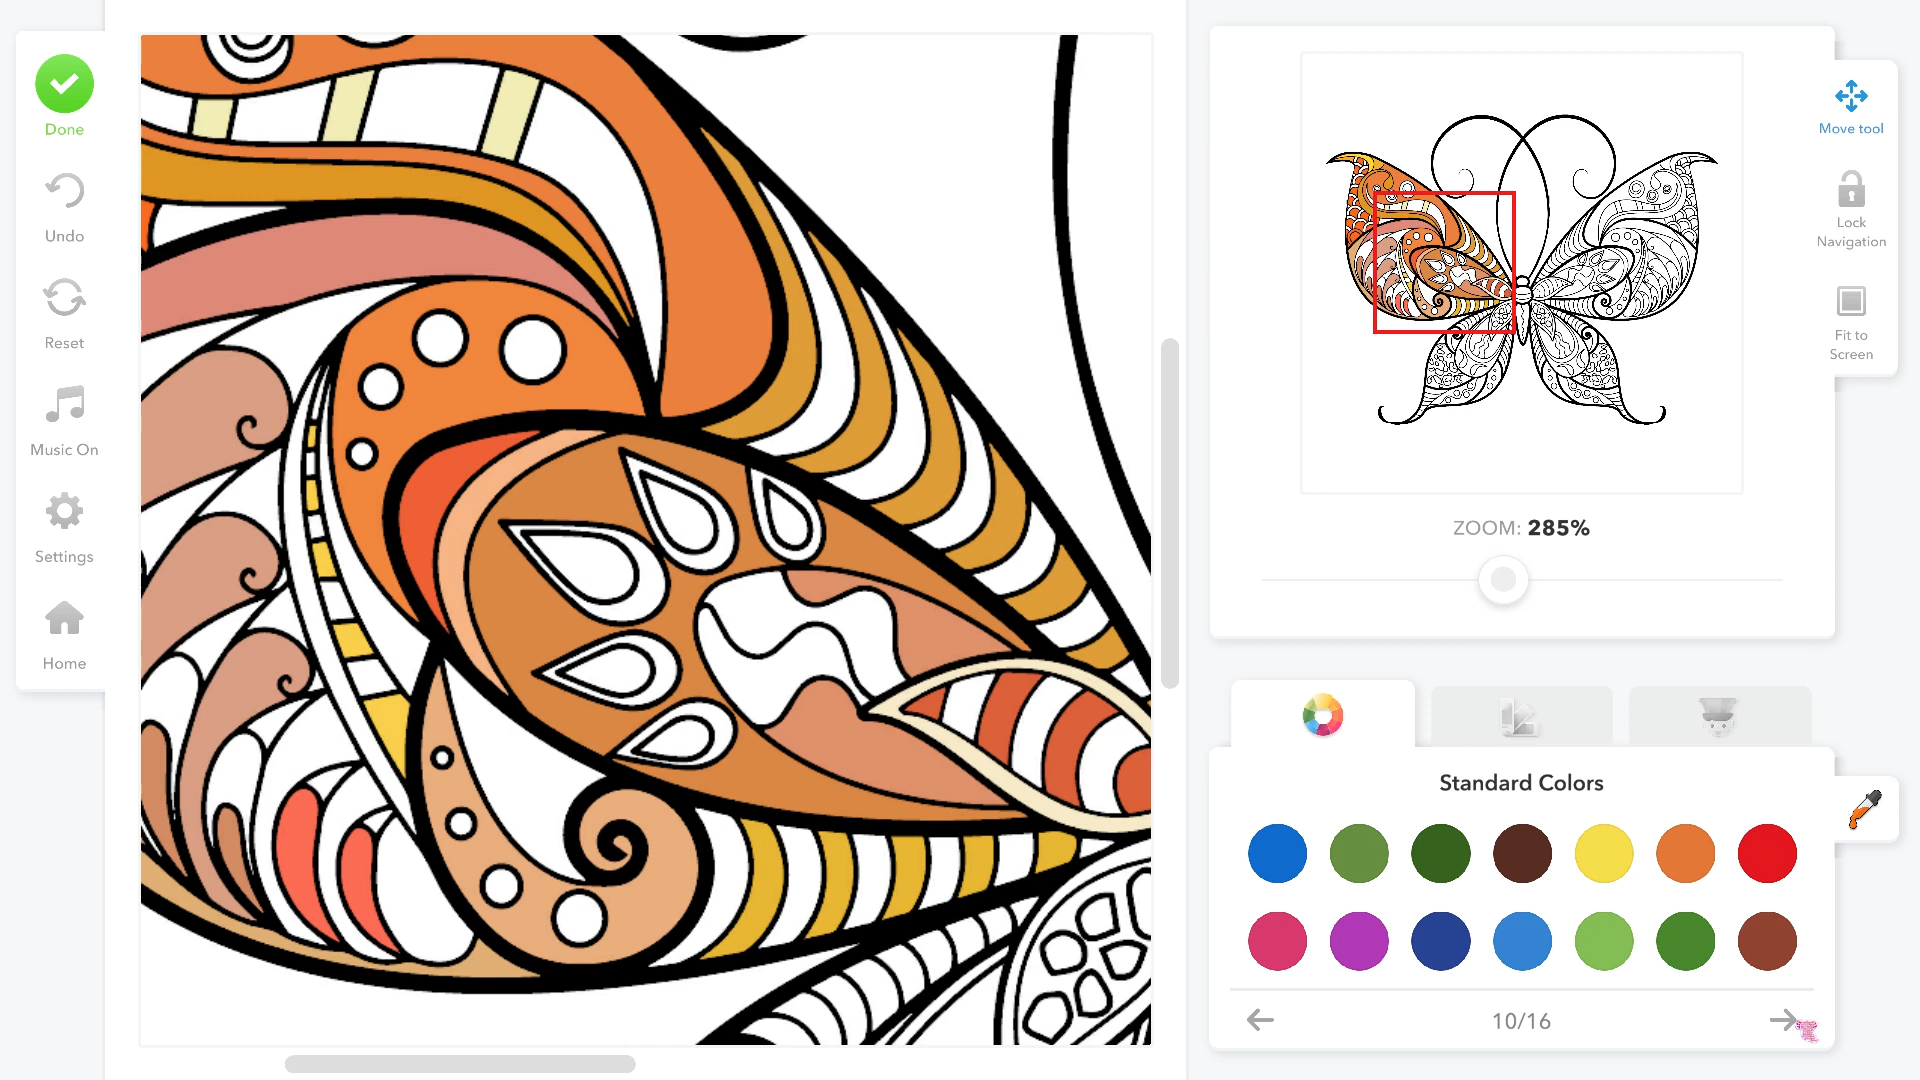 Done
Undo
Reset
Music On
Settings
Home
Move tool
Lock
Navigation
Fit to
Screen
ZOOM: 285%
Standard Colors
10/16